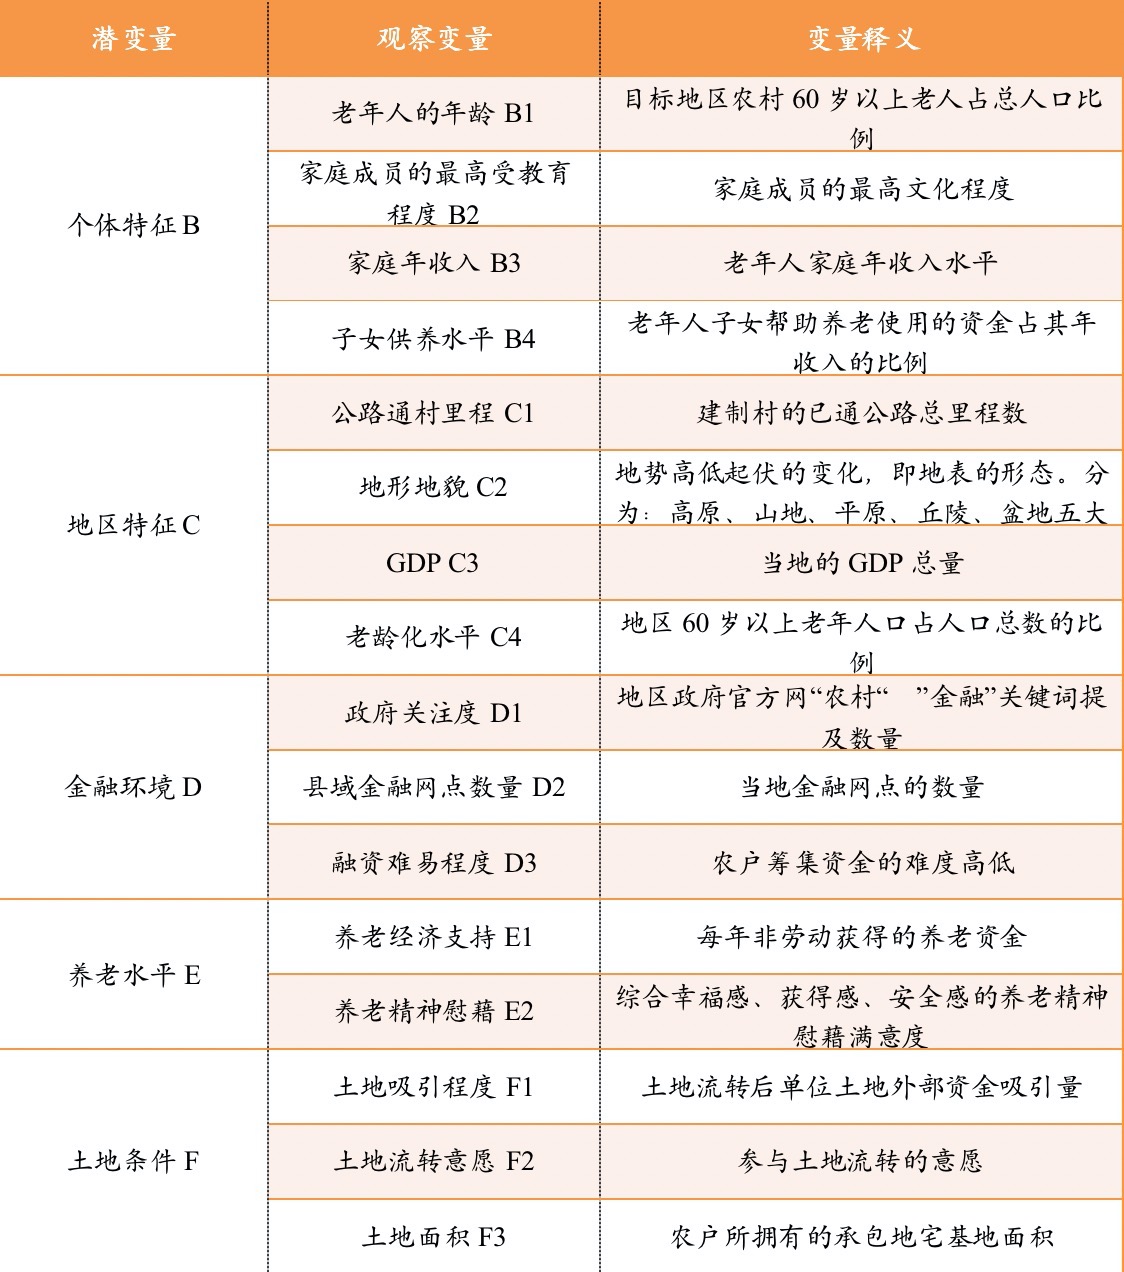 潜变量 观察变量 变量释义
个体特征 B
老年人的年龄 B1
目标地区农村 60 岁以上老人占总人口比
例
家庭成员的最高受教育
程度 B2
家庭成员的最高文化程度
家庭年收入 B3
老年人家庭年收入水平
子女供养水平 B4
老年人子女帮助养老使用的资金占其年
收入的比例
地区特征 C
公路通村里程 C1
建制村的已通公路总里程数
地形地貌 C2
地势高低起伏的变化，即地表的形态。分
为：高原、山地、平原、丘陵、盆地五大
GDP C3
当地的 GDP 总量
老龄化水平 C4
地区 60 岁以上老年人口占人口总数的比
例
金融环境 D
政府关注度 D1
地区政府官方网“农村“ ”金融”关键词提
及数量
县域金融网点数量 D2
当地金融网点的数量
融资难易程度 D3
农户筹集资金的难度高低
养老水平 E
养老经济支持 E1
每年非劳动获得的养老资金
养老精神慰藉 E2
综合幸福感、获得感、安全感的养老精神
慰藉满意度
土地条件 F
土地吸引程度 F1
土地流转后单位土地外部资金吸引量
土地流转意愿 F2
参与土地流转的意愿
土地面积 F3
农户所拥有的承包地宅基地面积